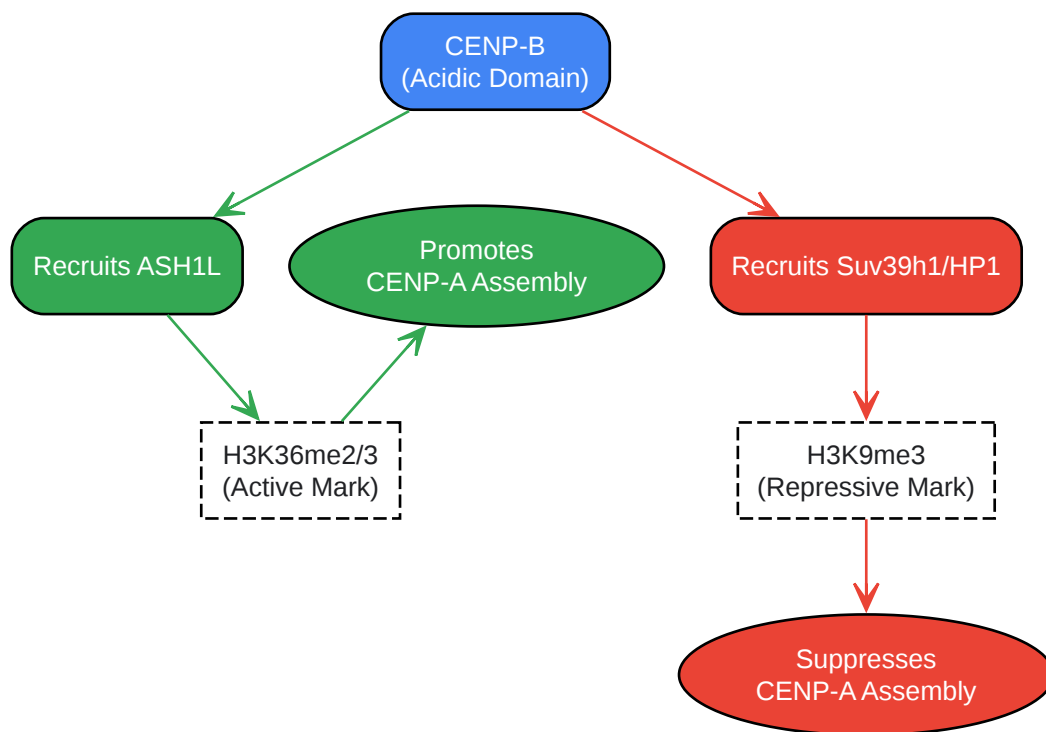 CENP-B
(Acidic Domain)
Recruits ASH1L
Promotes
CENP-A Assembly
Recruits Suv39h1/HP1
H3K36me2/3
(Active Mark)
H3K9me3
(Repressive Mark)
Suppresses
CENP-A Assembly